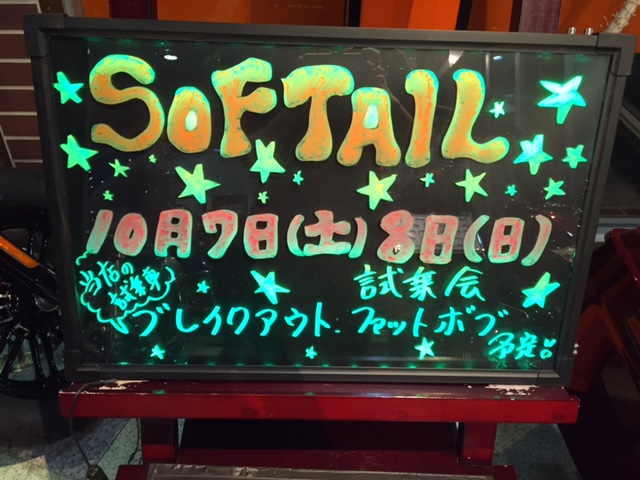 SOFTAIL
10月7日(土)8日(日)
試乗会
当店の
試乗車
ブレイクアウト.ファットボブ
予定!!